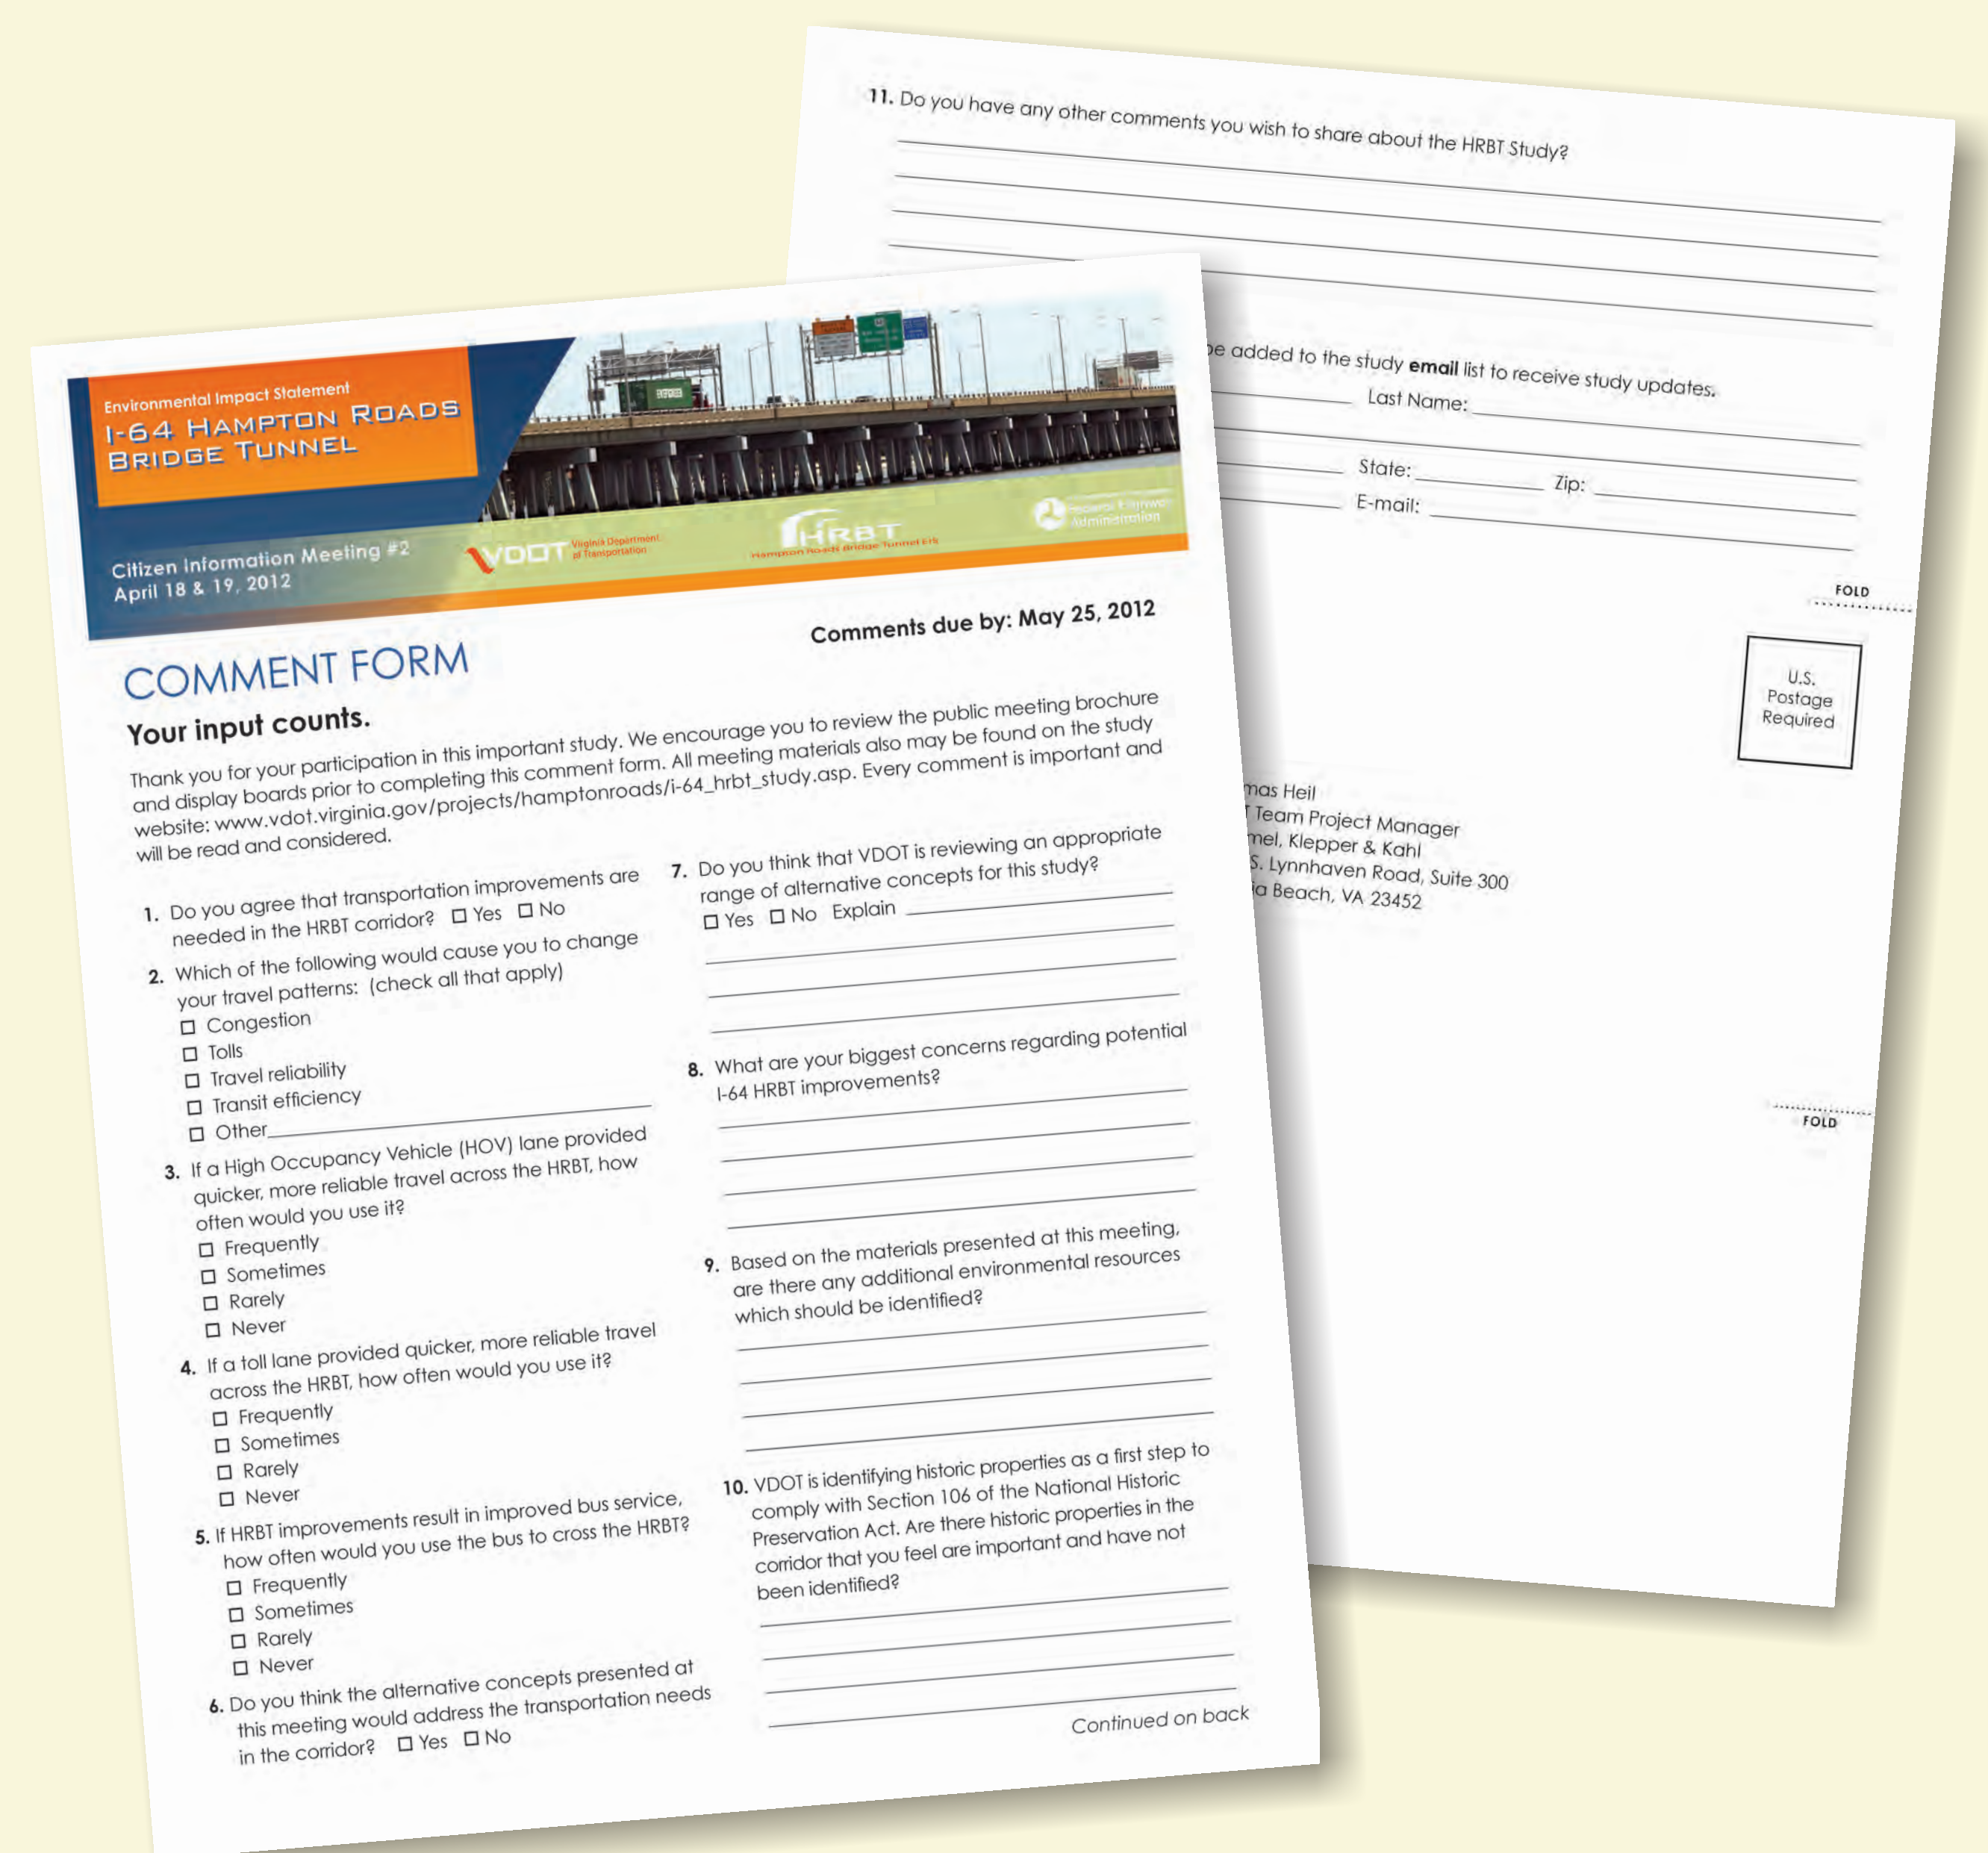 Environmental Impact Statement
I-64 HAMPTON ROADS
BRIDGE TUNNEL
Citizen Information Meeting #2
April 18 & 19, 2012
VDOT Virginia Department
of Transportation
HRBT
Hampton Roads Bridge Tunnel EIS
Federal Highway
Administration
Comments due by: May 25, 2012
COMMENT FORM
Your input counts.
Thank you for your participation in this important study. We encourage you to review the public meeting brochure
and display boards prior to completing this comment form. All meeting materials also may be found on the study
website: www.vdot.virginia.gov/projects/hamptonroads/i-64_hrbt_study.asp. Every comment is important and
will be read and considered.
1. Do you agree that transportation improvements are
needed in the HRBT corridor? Yes No
2. Which of the following would cause you to change
your travel patterns: (check all that apply)
Congestion
Tolls
Travel reliability
Transit efficiency
Other
3. If a High Occupancy Vehicle (HOV) lane provided
quicker, more reliable travel across the HRBT, how
often would you use it?
Frequently
Sometimes
Rarely
Never
4. If a toll lane provided quicker, more reliable travel
across the HRBT, how often would you use it?
Frequently
Sometimes
Rarely
Never
5. If HRBT improvements result in improved bus service,
how often would you use the bus to cross the HRBT?
Frequently
Sometimes
Rarely
Never
6. Do you think the alternative concepts presented at
this meeting would address the transportation needs
in the corridor? Yes No
7. Do you think that VDOT is reviewing an appropriate
range of alternative concepts for this study?
Yes No Explain
8. What are your biggest concerns regarding potential
I-64 HRBT improvements?
9. Based on the materials presented at this meeting,
are there any additional environmental resources
which should be identified?
10. VDOT is identifying historic properties as a first step to
comply with Section 106 of the National Historic
Preservation Act. Are there historic properties in the
corridor that you feel are important and have not
been identified?
Continued on back
11. Do you have any other comments you wish to share about the HRBT Study?
be added to the study email list to receive study updates.
Last Name:
State: Zip:
E-mail:
FOLD
U.S.
Postage
Required
mas Heil
T Team Project Manager
mel, Klepper & Kahl
S. Lynnhaven Road, Suite 300
ia Beach, VA 23452
FOLD